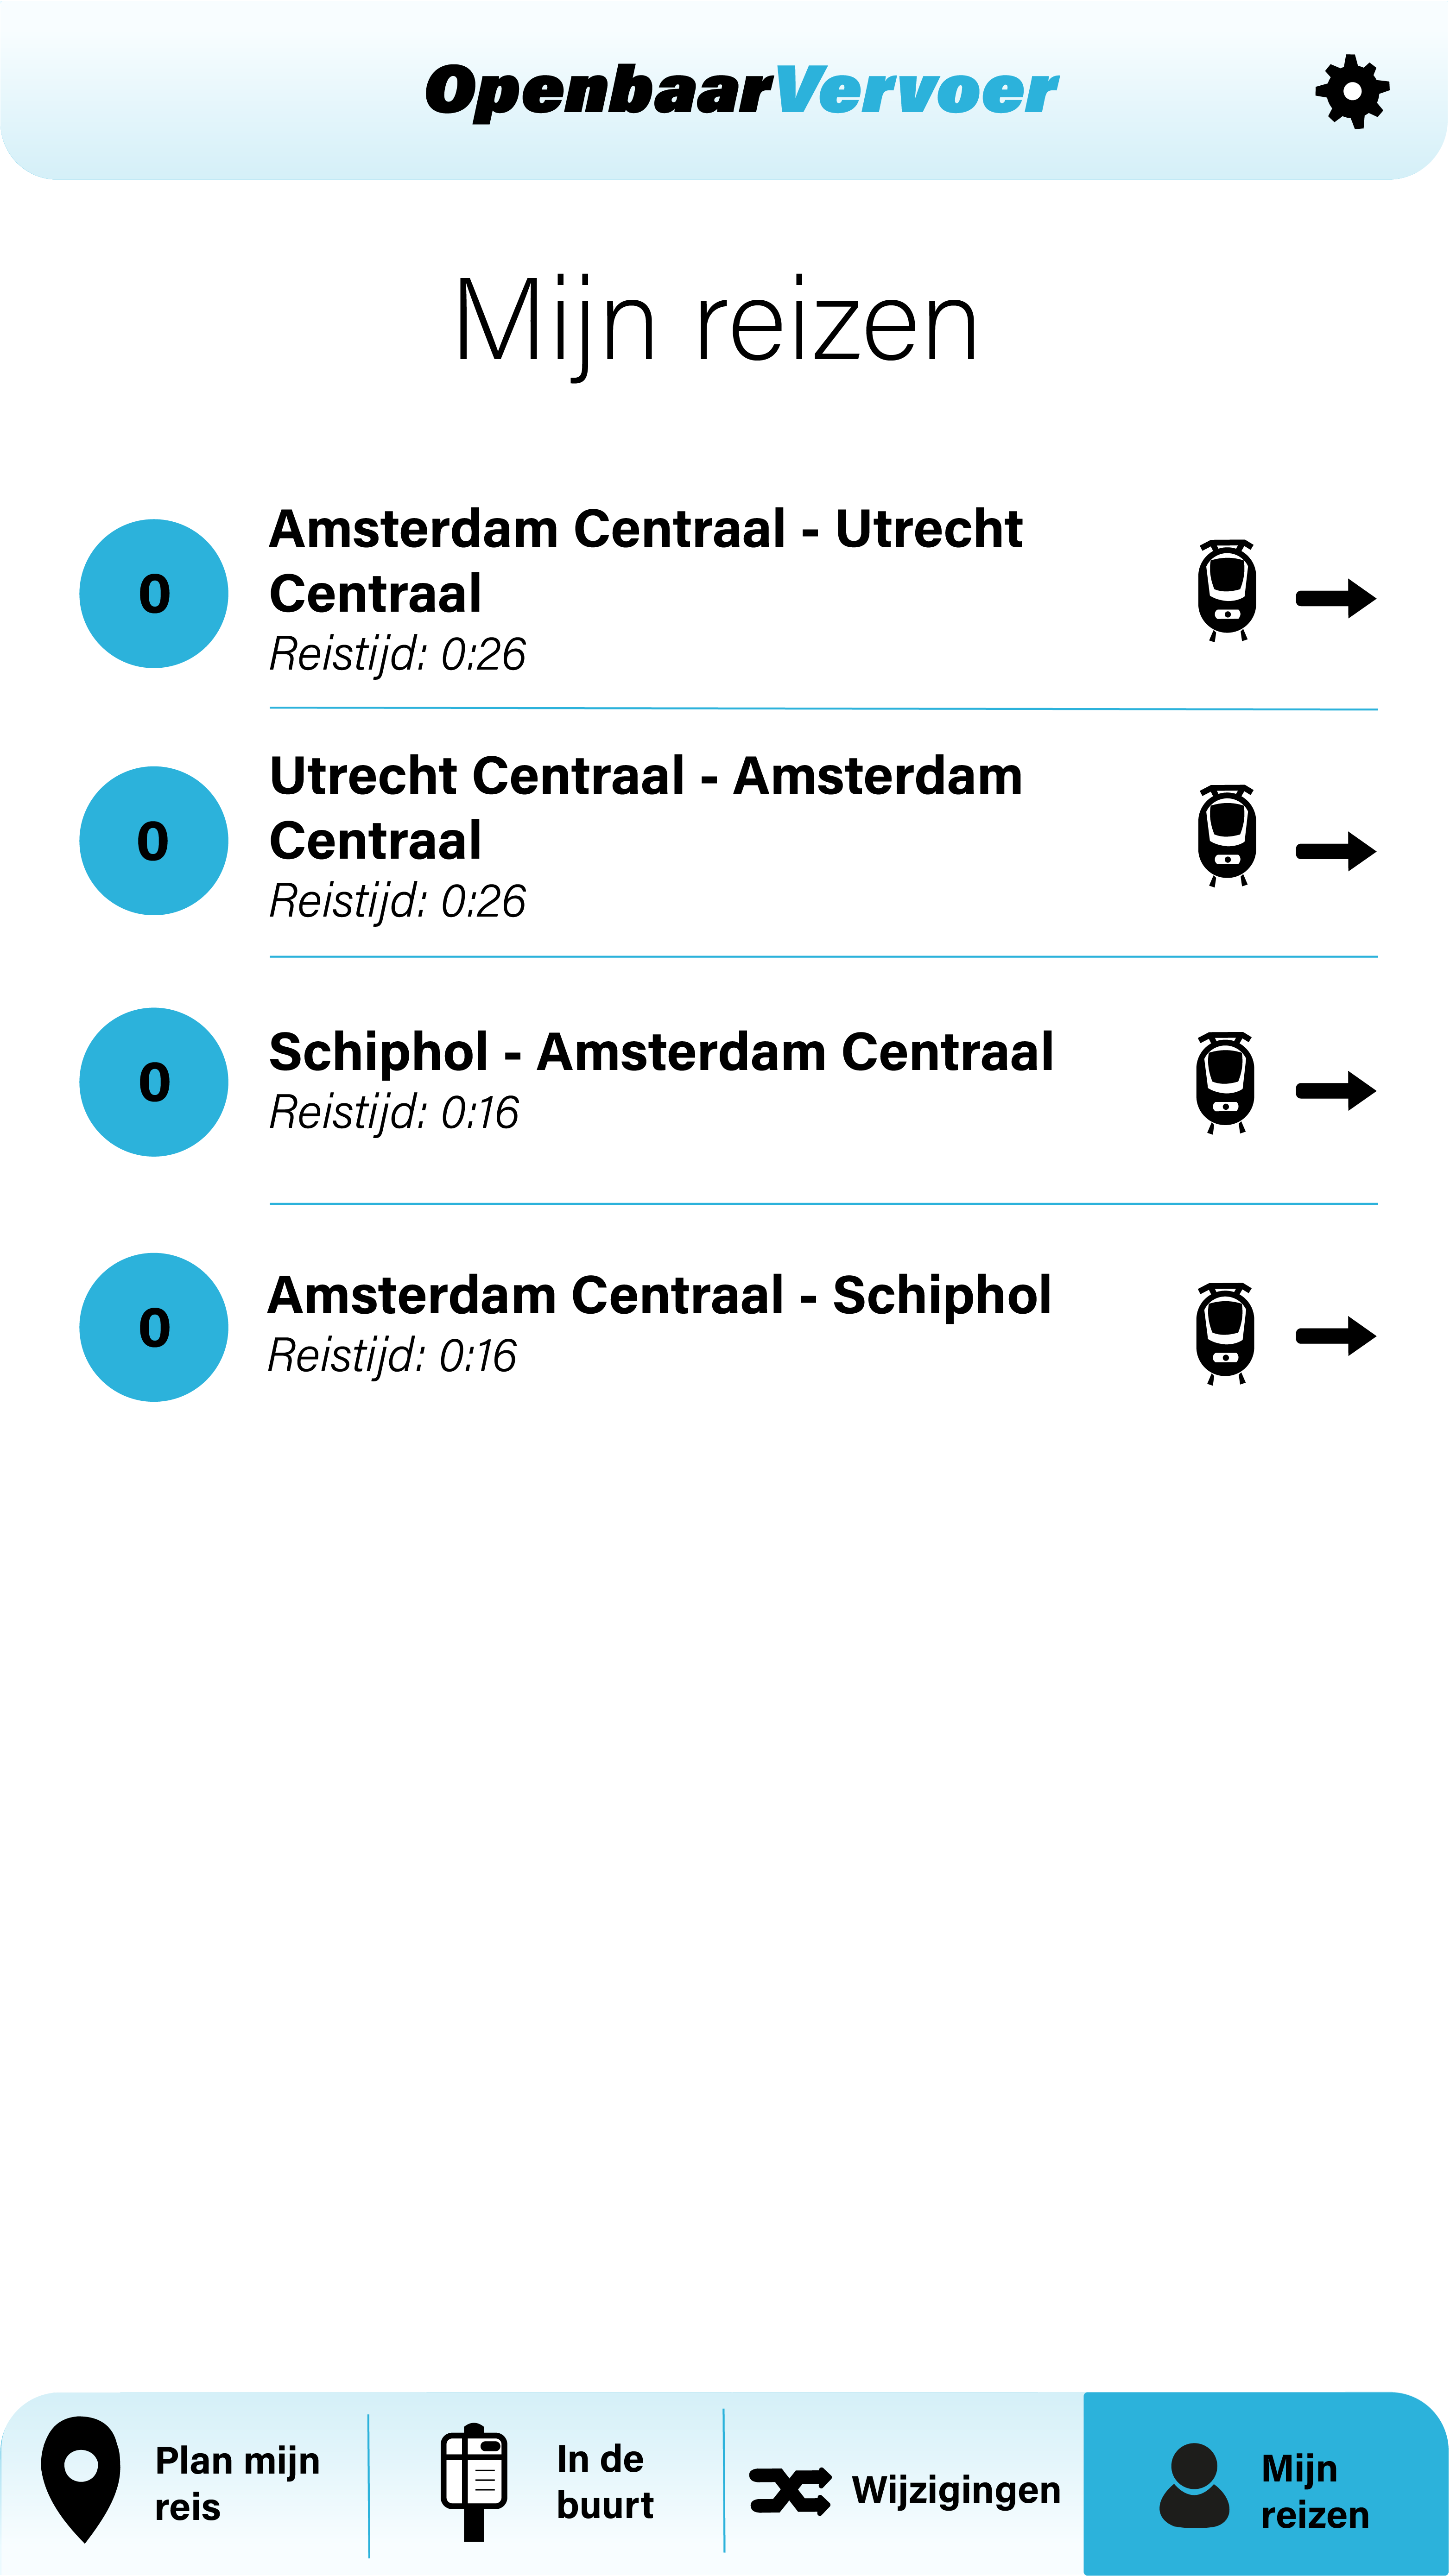 OpenbaarVervoer
Mijn reizen
0
Amsterdam Centraal - Utrecht
Centraal
Reistijd: 0:26
0
Utrecht Centraal - Amsterdam
Centraal
Reistijd: 0:26
0
Schiphol - Amsterdam Centraal
Reistijd: 0:16
0
Amsterdam Centraal - Schiphol
Reistijd: 0:16
Plan mijn
reis
In de
buurt
Wijzigingen
Mijn
reizen